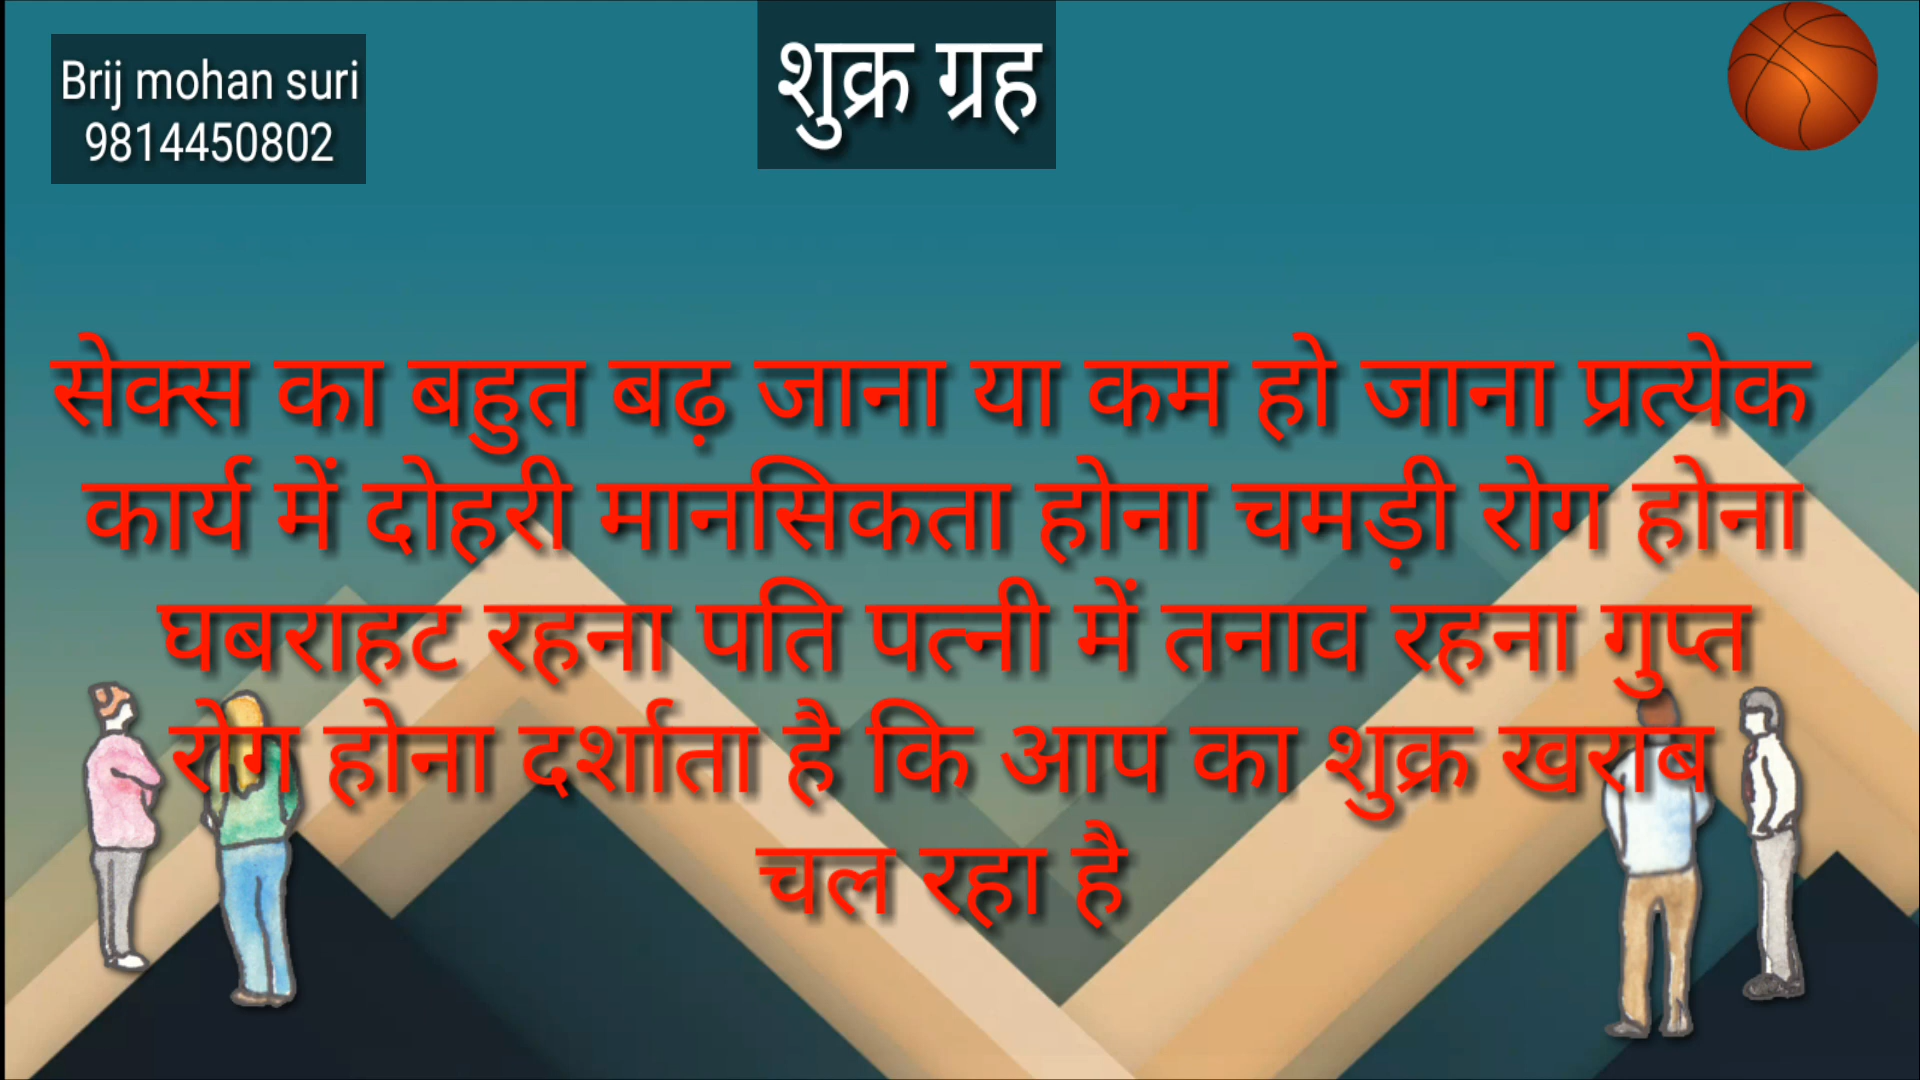 Brij mohan suri
9814450802
शुक्र ग्रह
सेक्स का बहुत बढ़ जाना या कम हो जाना प्रत्येक
कार्य में दोहरी मानसिकता होना चमड़ी रोग होना
घबराहट रहना पति पत्नी में तनाव रहना गुप्त
रोग होना दर्शाता है कि आप का शुक्र खराब
चल रहा है